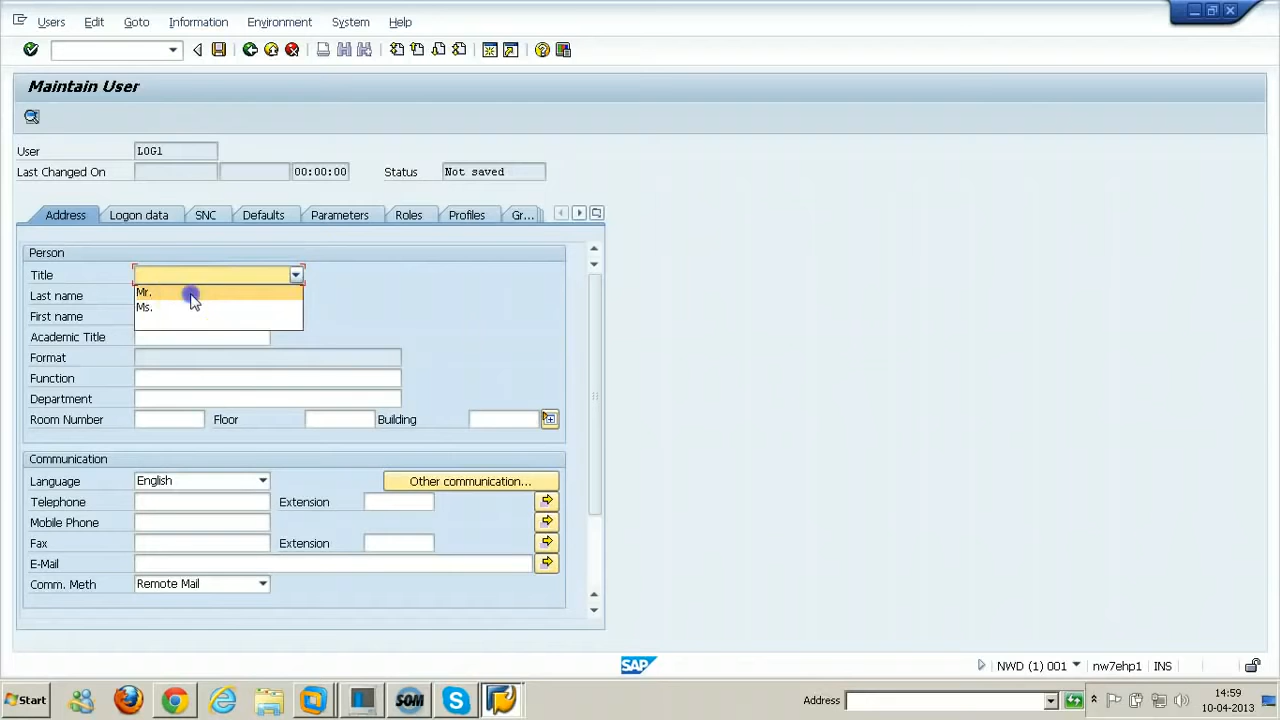 Users Edit Goto Information Environment System Help
Maintain User
User LOG1
Last Changed On 00:00:00 Status Not saved
Address Logon data SNC Defaults Parameters Roles Profiles Gr...
Person
Title
Mr.
Last name
Ms.
First name
Academic Title
Format
Function
Department
Room Number Floor Building
Communication
Language English Other communication...
Telephone Extension
Mobile Phone
Fax Extension
E-Mail
Comm. Meth Remote Mail
SAP NWD (1) 001 nw7ehp1 INS
Start SOM Address 14:59
10-04-2013